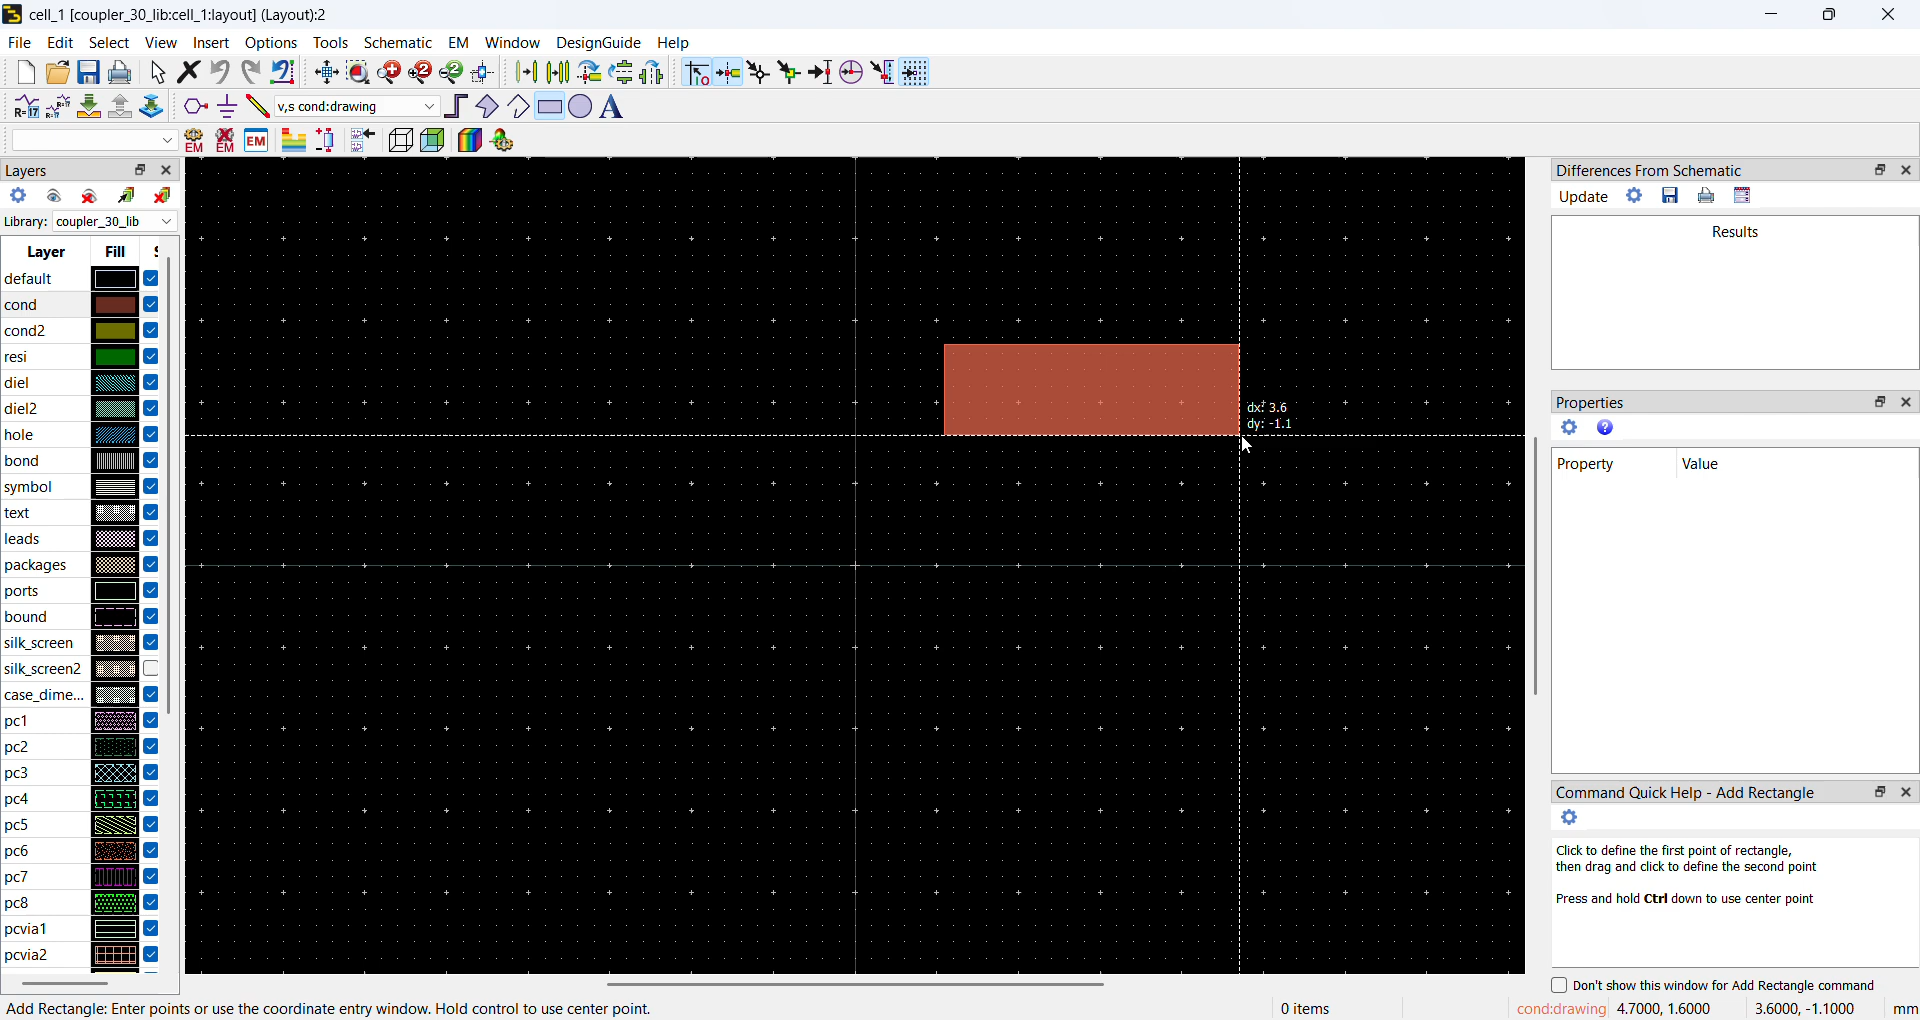 cell_1 [coupler_30_lib:cell_1:layout] (Layout):2
File Edit Select View Insert Options Tools Schematic EM Window DesignGuide Help
v,s cond:drawing
EM EM EM
Layers
Library: coupler_30_lib
Layer Fill
default
cond
cond2
resi
diel
diel2
hole
bond
symbol
text
leads
packages
ports
bound
silk_screen
silk_screen2
case_dime...
pc1
pc2
pc3
pc4
pc5
pc6
pc7
pc8
pcvia1
pcvia2
dx: 3.6
dy: -1.1
Differences From Schematic
Update
Results
Properties
Property Value
Command Quick Help - Add Rectangle
Click to define the first point of rectangle,
then drag and click to define the second point
Press and hold Ctrl down to use center point
Don't show this window for Add Rectangle command
Add Rectangle: Enter points or use the coordinate entry window. Hold control to use center point. 0 items cond:drawing 4.7000, 1.6000 3.6000, -1.1000 mm